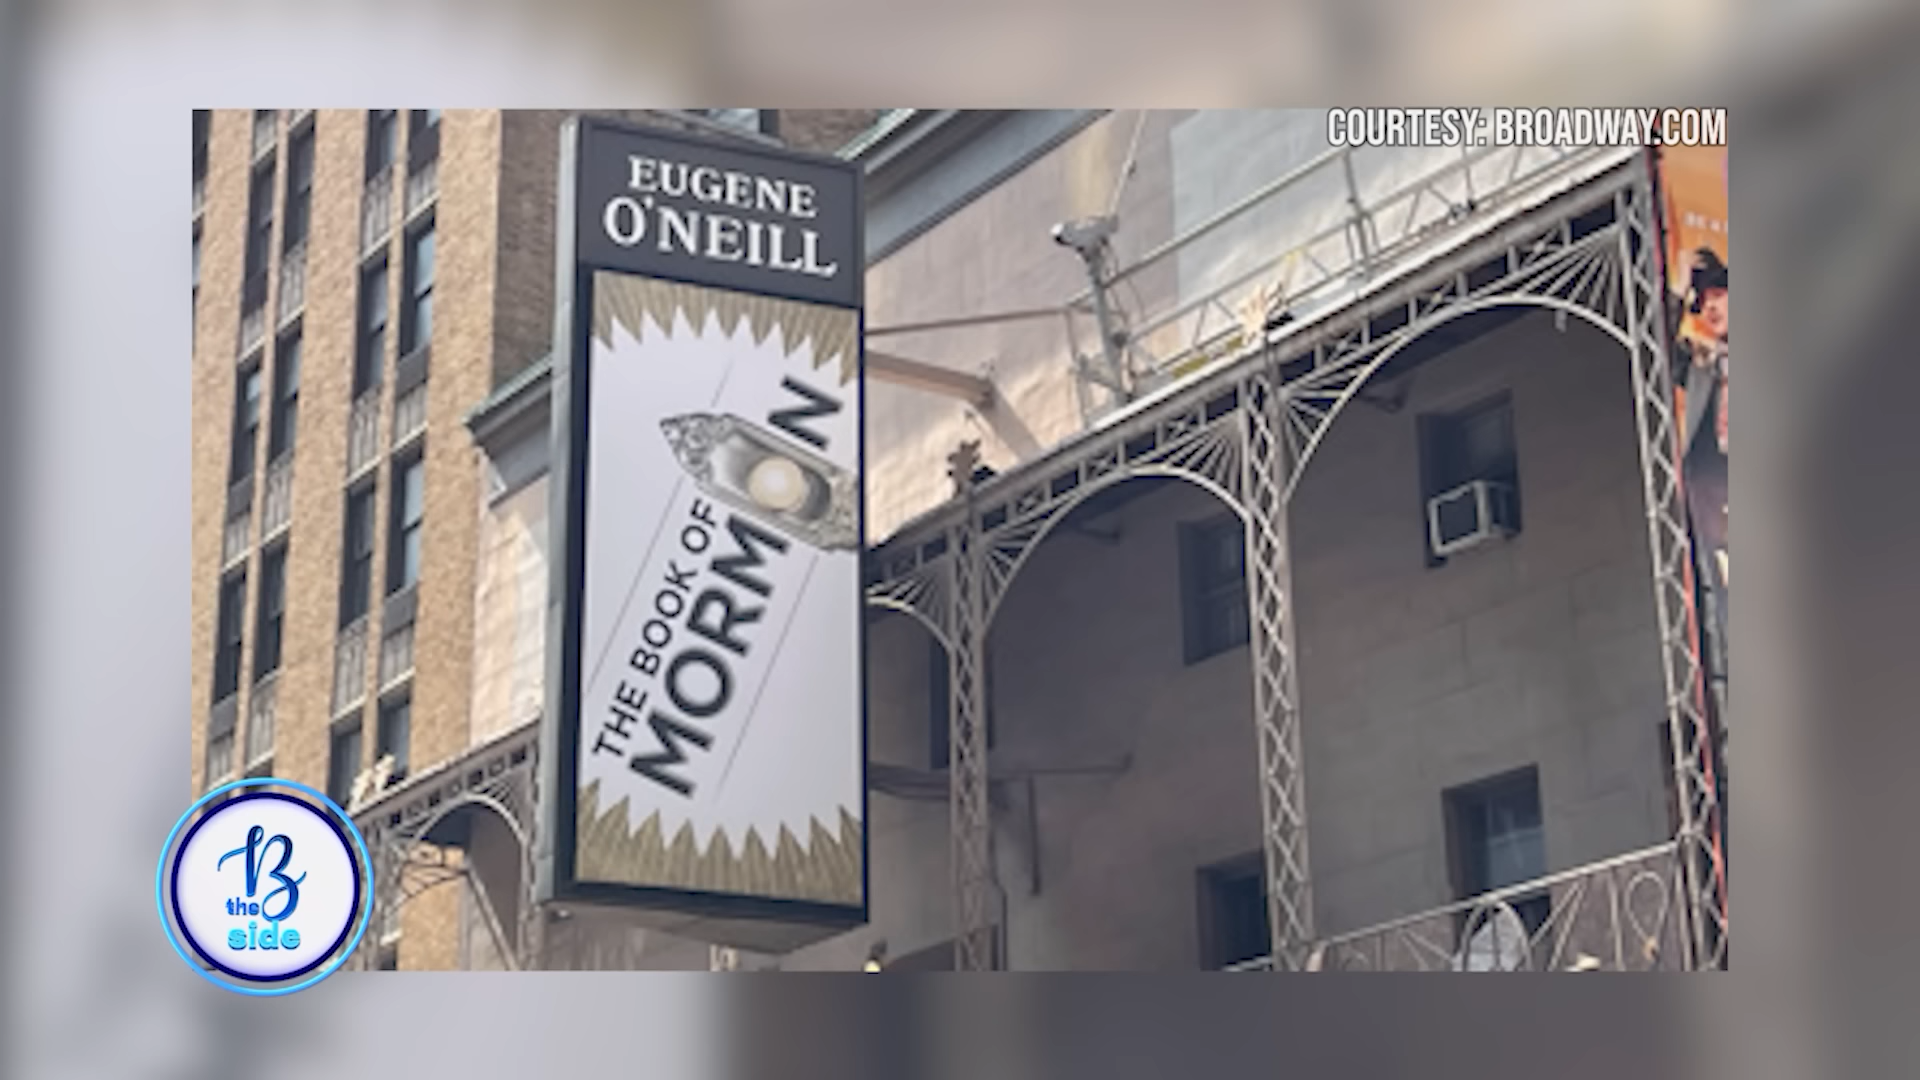 COURTESY: BROADWAY.COM
EUGENE
O'NEILL
THE BOOK OF
MORMON
B
the
side